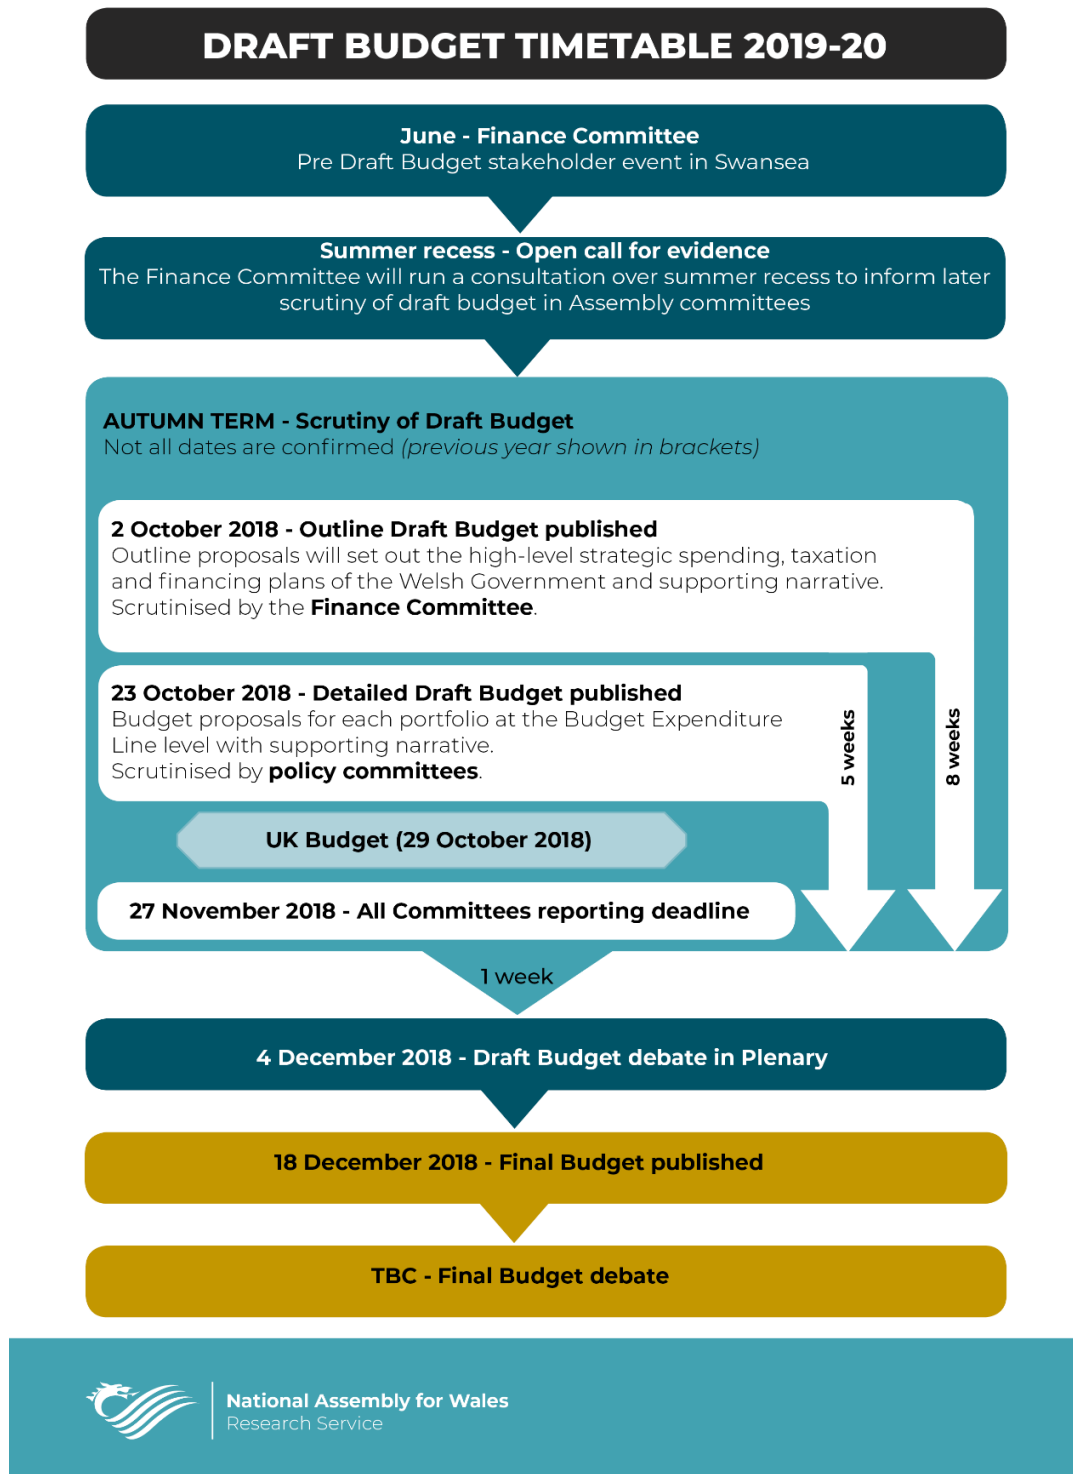 DRAFT BUDGET TIMETABLE 2019-20
June - Finance Committee
Pre Draft Budget stakeholder event in Swansea
Summer recess - Open call for evidence
The Finance Committee will run a consultation over summer recess to inform later
scrutiny of draft budget in Assembly committees
AUTUMN TERM - Scrutiny of Draft Budget
Not all dates are confirmed (previous year shown in brackets)
2 October 2018 - Outline Draft Budget published
Outline proposals will set out the high-level strategic spending, taxation
and financing plans of the Welsh Government and supporting narrative.
Scrutinised by the Finance Committee.
23 October 2018 - Detailed Draft Budget published
Budget proposals for each portfolio at the Budget Expenditure
Line level with supporting narrative.
Scrutinised by policy committees.
5 weeks
8 weeks
UK Budget (29 October 2018)
27 November 2018 - All Committees reporting deadline
1 week
4 December 2018 - Draft Budget debate in Plenary
18 December 2018 - Final Budget published
TBC - Final Budget debate
National Assembly for Wales
Research Service